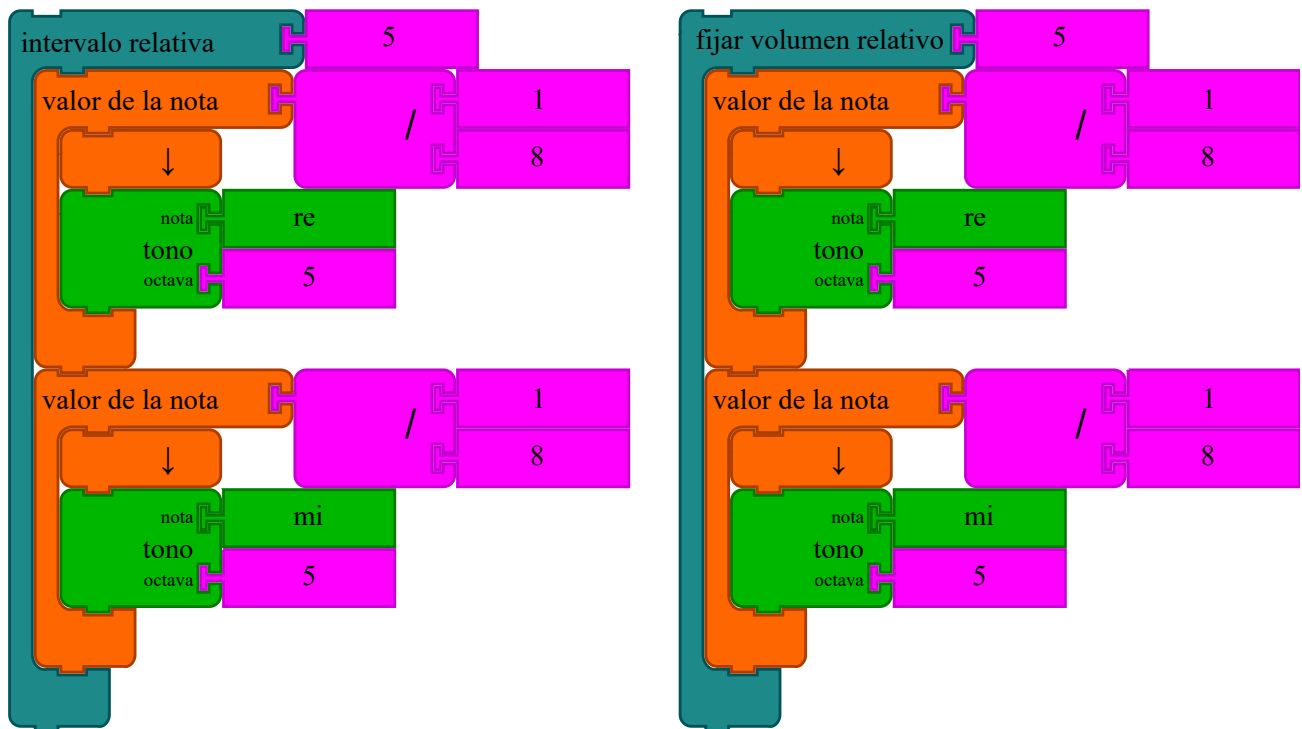 intervalo relativa 5
valor de la nota / 1
8
↓
nota re
tono
octava 5
valor de la nota / 1
8
↓
nota mi
tono
octava 5
fijar volumen relativo 5
valor de la nota / 1
8
↓
nota re
tono
octava 5
valor de la nota / 1
8
↓
nota mi
tono
octava 5